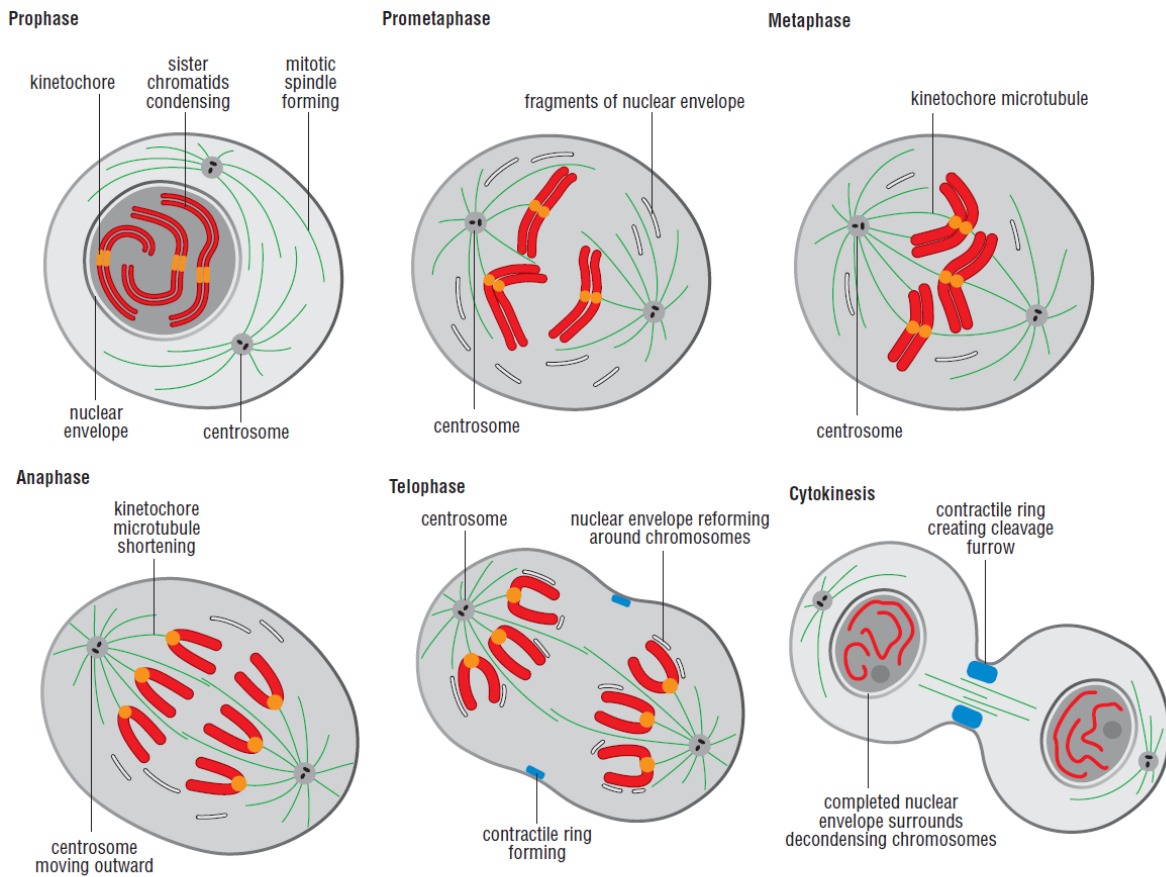 Prophase
kinetochore
sister
chromatids
condensing
mitotic
spindle
forming
nuclear
envelope
centrosome
Prometaphase
fragments of nuclear envelope
centrosome
Metaphase
kinetochore microtubule
centrosome
Anaphase
kinetochore
microtubule
shortening
centrosome
moving outward
Telophase
centrosome
nuclear envelope reforming
around chromosomes
contractile ring
forming
Cytokinesis
contractile ring
creating cleavage
furrow
completed nuclear
envelope surrounds
decondensing chromosomes